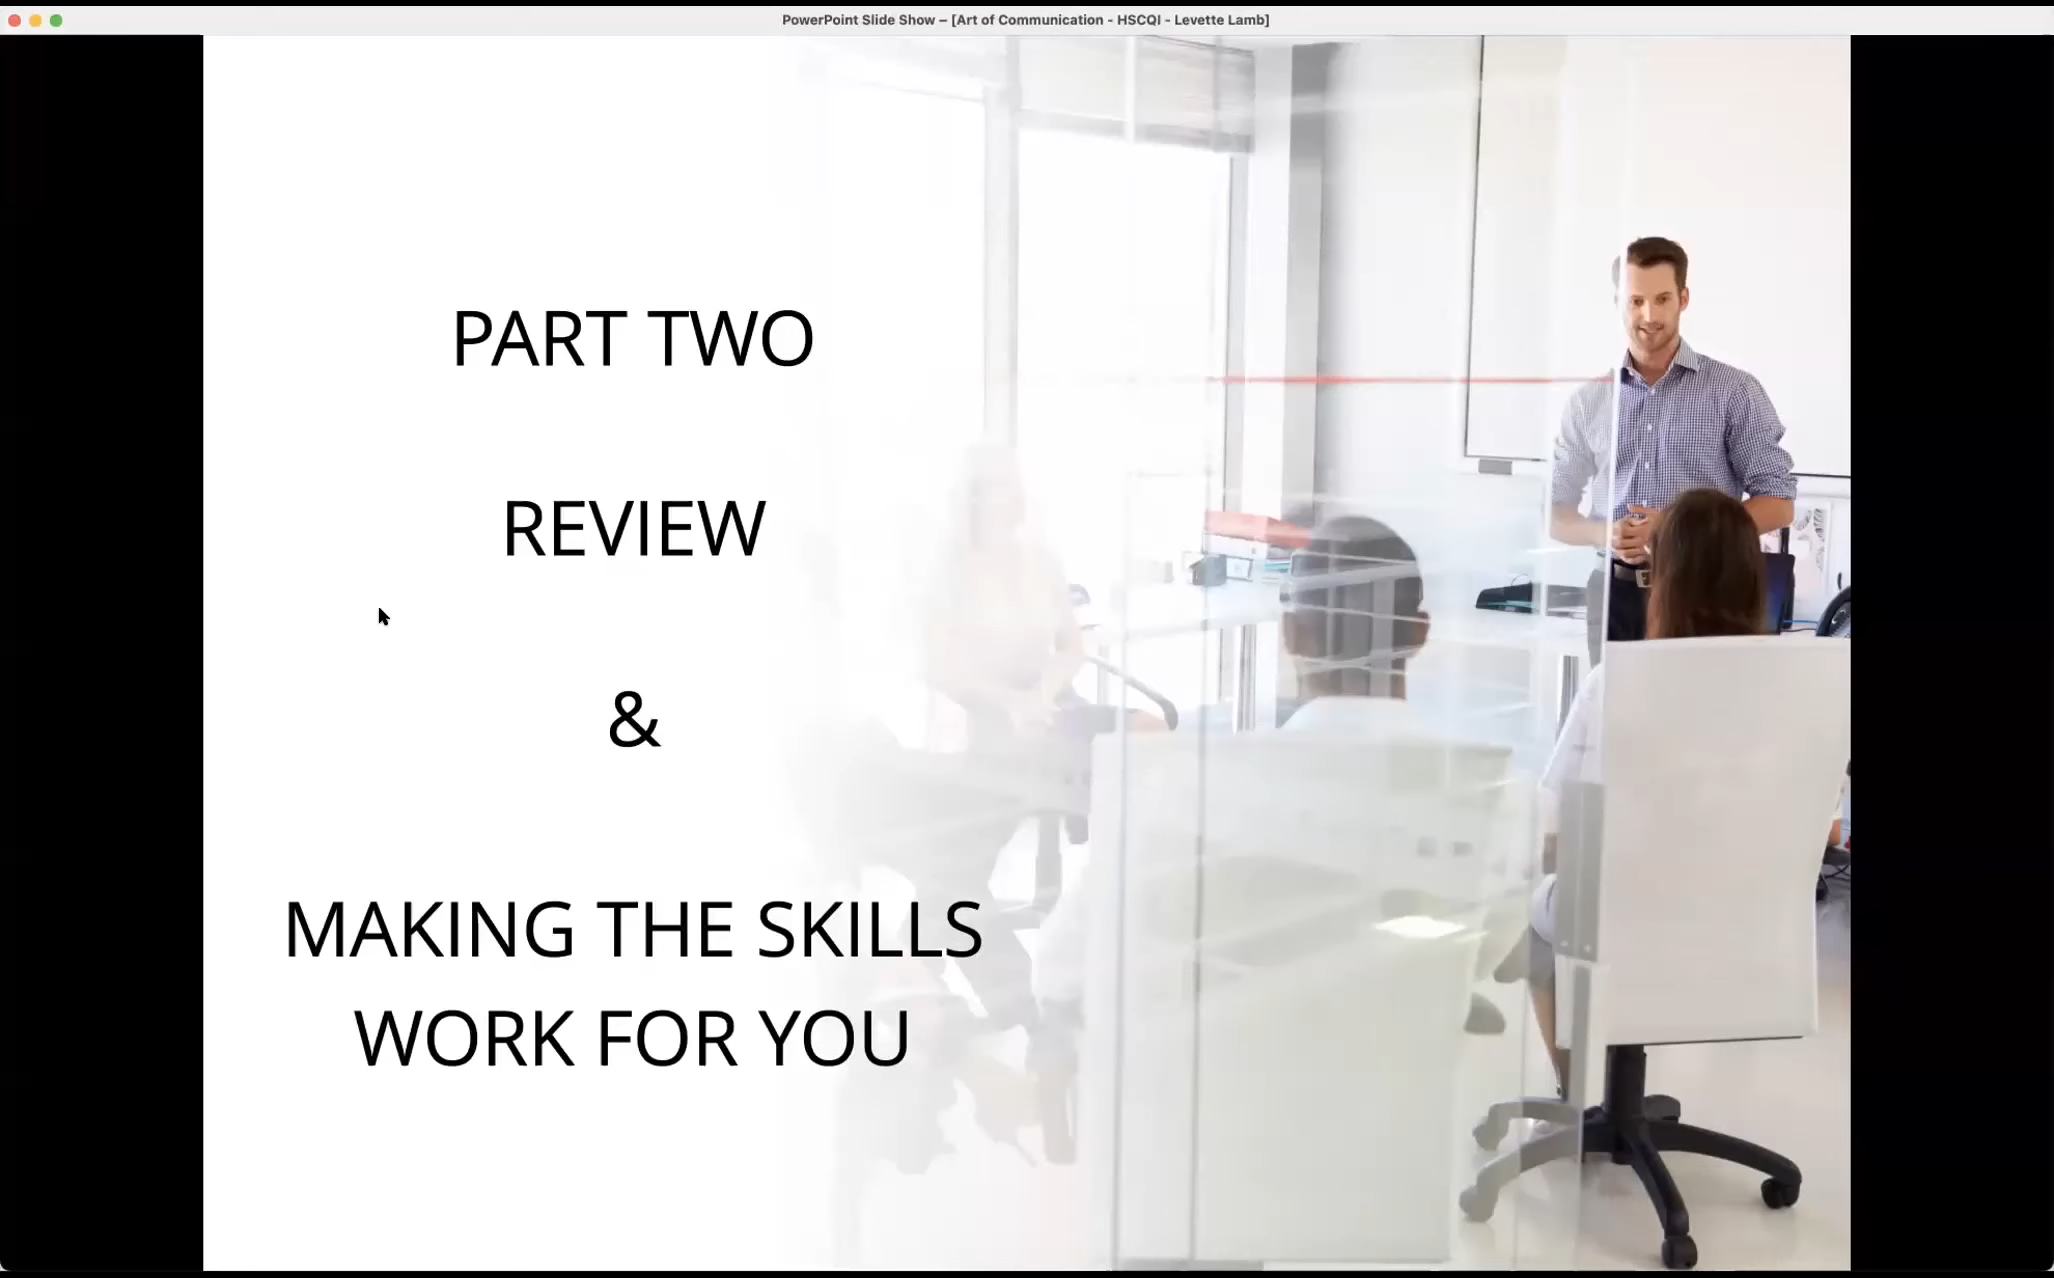 PowerPoint Slide Show – [Art of Communication - HSCQI - Levette Lamb]
PART TWO
REVIEW
&
MAKING THE SKILLS
WORK FOR YOU